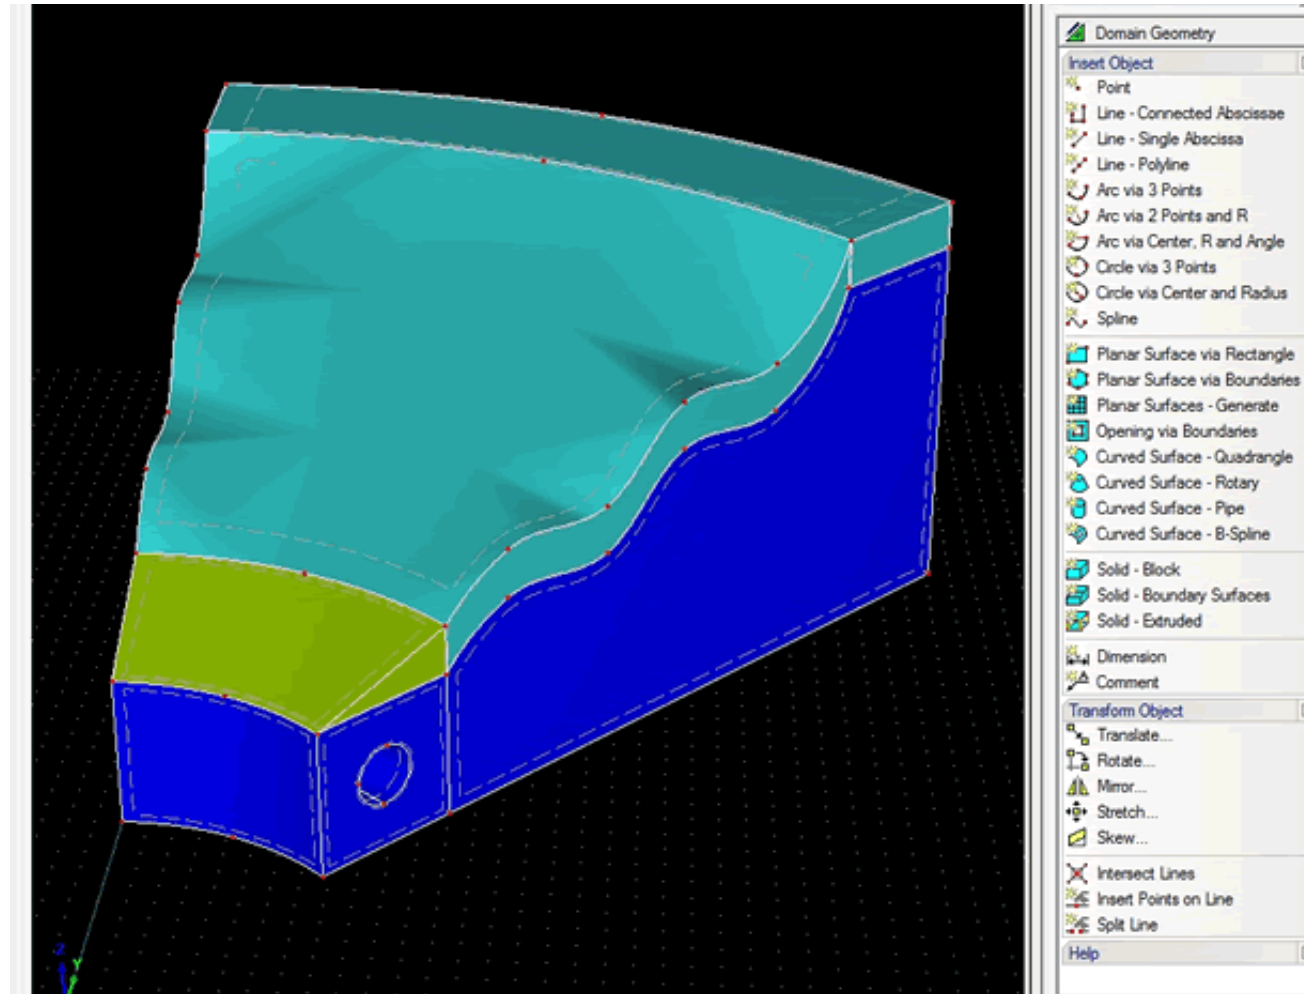 Domain Geometry
Insert Object
Point
Line - Connected Abscissae
Line - Single Abscissa
Line - Polyline
Arc via 3 Points
Arc via 2 Points and R
Arc via Center, R and Angle
Circle via 3 Points
Circle via Center and Radius
Spline
Planar Surface via Rectangle
Planar Surface via Boundaries
Planar Surfaces - Generate
Opening via Boundaries
Curved Surface - Quadrangle
Curved Surface - Rotary
Curved Surface - Pipe
Curved Surface - B-Spline
Solid - Block
Solid - Boundary Surfaces
Solid - Extruded
Dimension
Comment
Transform Object
Translate...
Rotate...
Mirror...
Stretch...
Skew...
Intersect Lines
Insert Points on Line
Split Line
Help
Z
Y